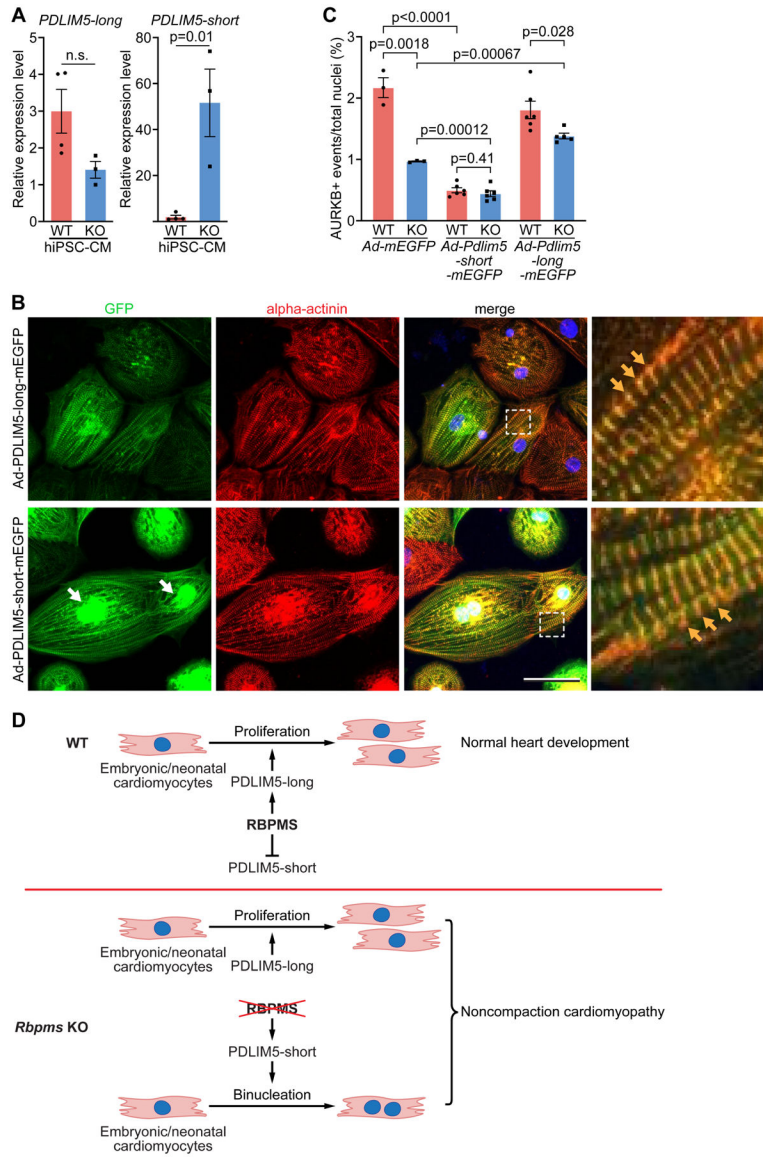 A
PDLIM5-long
n.s.
Relative expression level
5
4
3
2
1
0
WT KO
hiPSC-CM
PDLIM5-short
p=0.01
Relative expression level
80
60
40
20
0
WT KO
hiPSC-CM
C
p<0.0001
p=0.0018
p=0.028
p=0.00067
p=0.00012
p=0.41
AURKB+ events/total nuclei (%)
3
2
1
0
WT KO WT KO WT KO
Ad-mEGFP
Ad-Pdlim5
-short
-mEGFP
Ad-Pdlim5
-long
-mEGFP
B
GFP
alpha-actinin
merge
Ad-PDLIM5-long-mEGFP
Ad-PDLIM5-short-mEGFP
D
WT
Embryonic/neonatal
cardiomyocytes
Proliferation
PDLIM5-long
RBPMS
PDLIM5-short
Normal heart development
Rbpms KO
Embryonic/neonatal
cardiomyocytes
Proliferation
PDLIM5-long
RBPMS
PDLIM5-short
Binucleation
Embryonic/neonatal
cardiomyocytes
Noncompaction cardiomyopathy